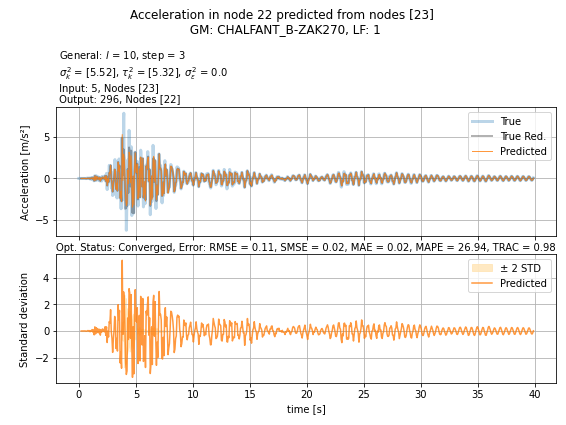 Acceleration in node 22 predicted from nodes [23]
GM: CHALFANT_B-ZAK270, LF: 1
General: l = 10, step = 3
σ²ₖ = [5.52], τ²ₖ = [5.32], σ²_ε = 0.0
Input: 5, Nodes [23]
Output: 296, Nodes [22]
Acceleration [m/s²]
5
0
−5
True
True Red.
Predicted
Opt. Status: Converged, Error: RMSE = 0.11, SMSE = 0.02, MAE = 0.02, MAPE = 26.94, TRAC = 0.98
Standard deviation
4
2
0
−2
± 2 STD
Predicted
0 5 10 15 20 25 30 35 40
time [s]